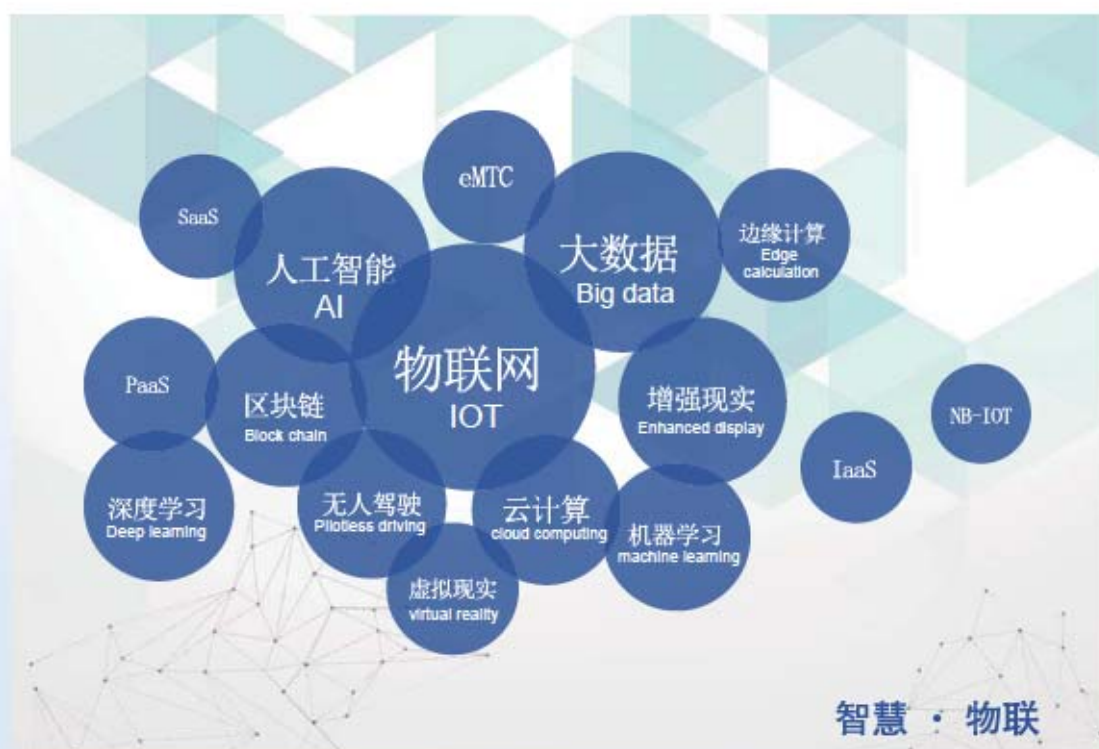 eMTC
SaaS
人工智能
AI
大数据
Big data
边缘计算
Edge
calculation
物联网
IOT
PaaS
区块链
Block chain
增强现实
Enhanced display
NB-IOT
IaaS
深度学习
Deep learning
无人驾驶
Pilotless driving
云计算
cloud computing
机器学习
machine learning
虚拟现实
virtual reality
智慧 · 物联